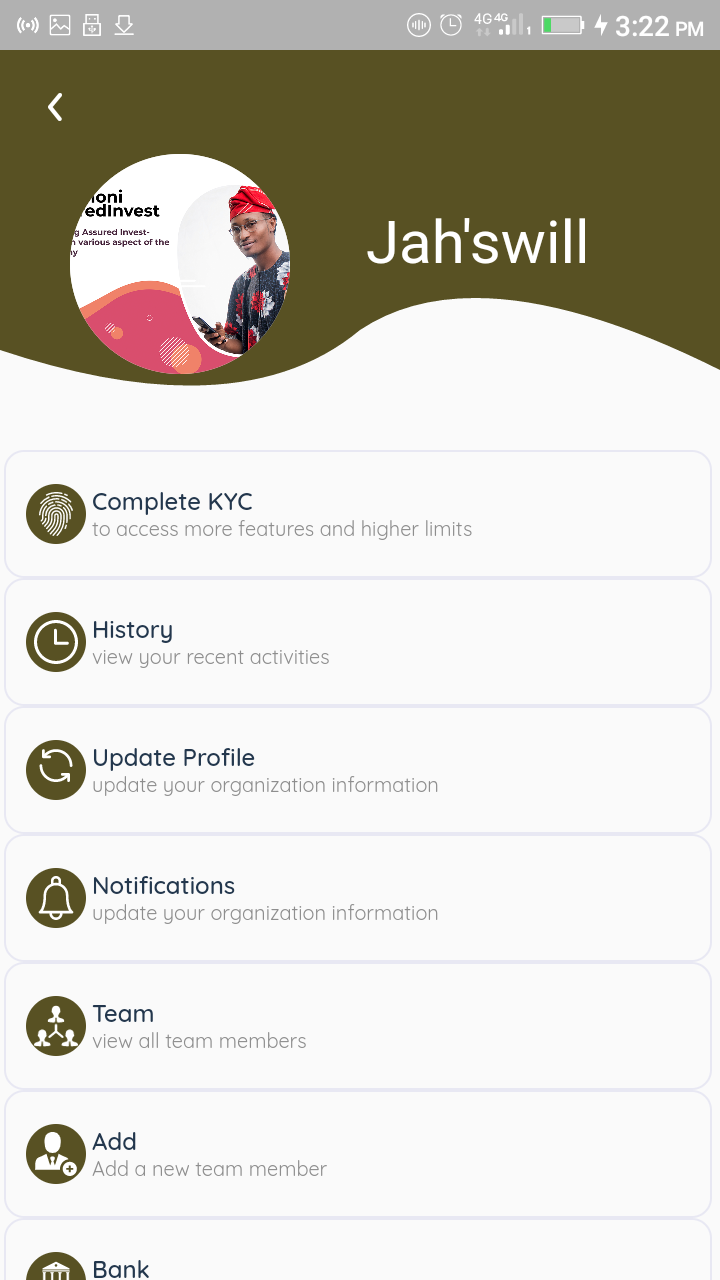 4G 4G 1 3:22 PM
Jah'swill
edInvest
g Assured Invest-
various aspect of the
Complete KYC
to access more features and higher limits
History
view your recent activities
Update Profile
update your organization information
Notifications
update your organization information
Team
view all team members
Add
Add a new team member
Bank